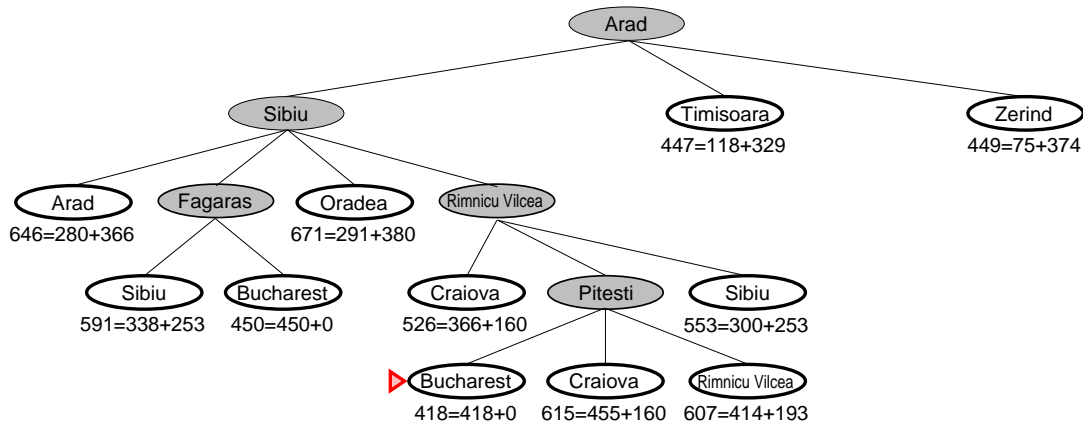 Arad
Sibiu Timisoara Zerind
447=118+329 449=75+374
Arad Fagaras Oradea Rimnicu Vilcea
646=280+366 671=291+380
Sibiu Bucharest Craiova Pitesti Sibiu
591=338+253 450=450+0 526=366+160 553=300+253
Bucharest Craiova Rimnicu Vilcea
418=418+0 615=455+160 607=414+193